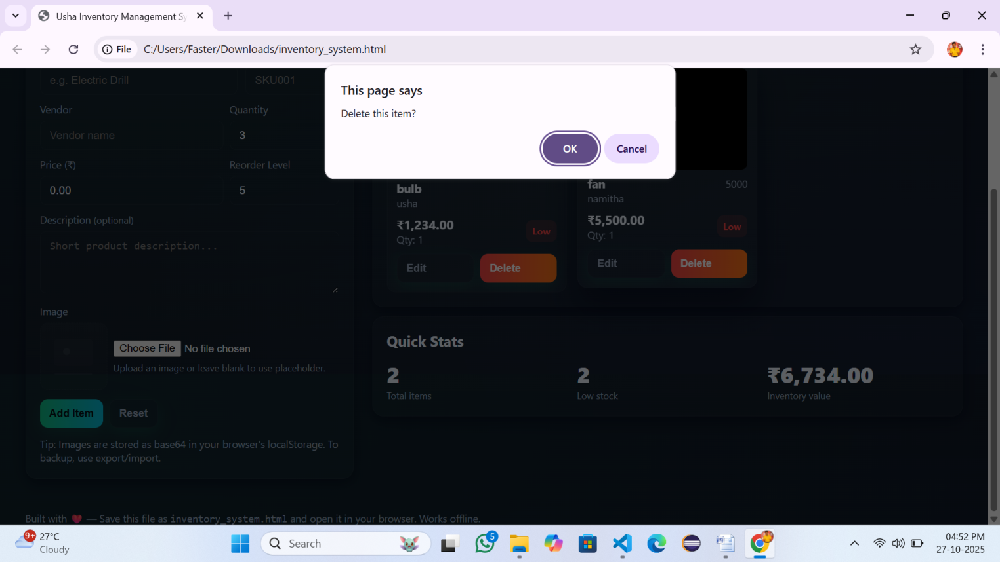 Usha Inventory Management Sy
File
C:/Users/Faster/Downloads/inventory_system.html
This page says
Delete this item?
OK
Cancel
e.g. Electric Drill
SKU001
Vendor
Quantity
Vendor name
3
Price (₹)
Reorder Level
0.00
5
Description (optional)
Short product description...
Image
Choose File No file chosen
Upload an image or leave blank to use placeholder.
Add Item
Reset
Tip: Images are stored as base64 in your browser's localStorage. To
backup, use export/import.
bulb
usha
₹1,234.00
Qty: 1
Low
Edit
Delete
fan
5000
namitha
₹5,500.00
Qty: 1
Low
Edit
Delete
Quick Stats
2
Total items
2
Low stock
₹6,734.00
Inventory value
Built with ❤️ — Save this file as inventory_system.html and open it in your browser. Works offline.
9+
27°C
Cloudy
Search
5
04:52 PM
27-10-2025